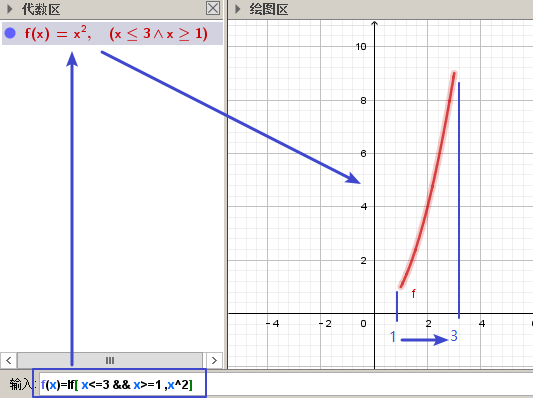 代数区
绘图区
f(x) = x², (x ≤ 3 ∧ x ≥ 1)
10
8
6
4
2
f
-4 -2 0 2 4 6
1 3
输入: f(x)=If[ x<=3 && x>=1 ,x^2]